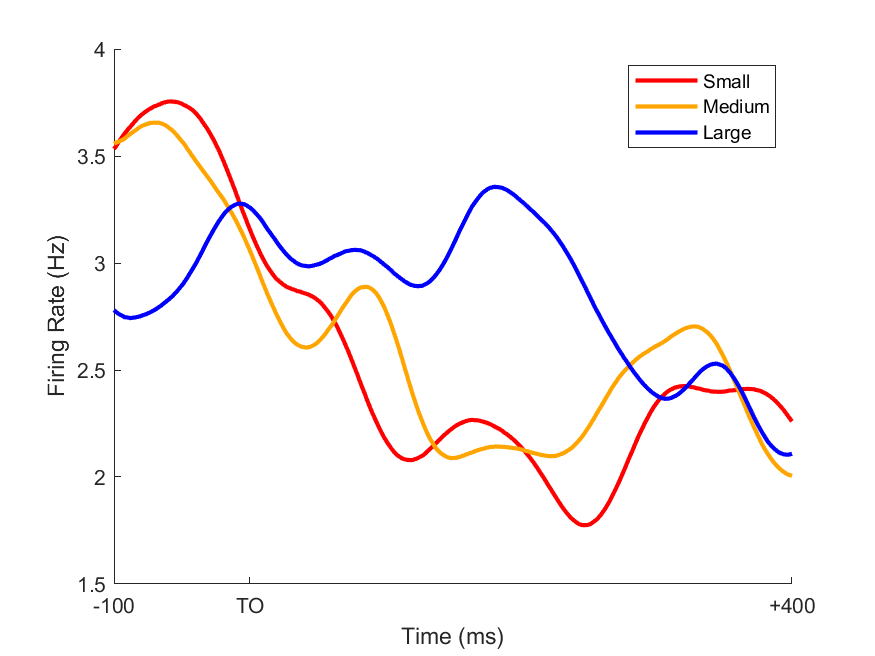 4
3.5
3
2.5
2
1.5
Firing Rate (Hz)
Small
Medium
Large
-100 TO +400
Time (ms)